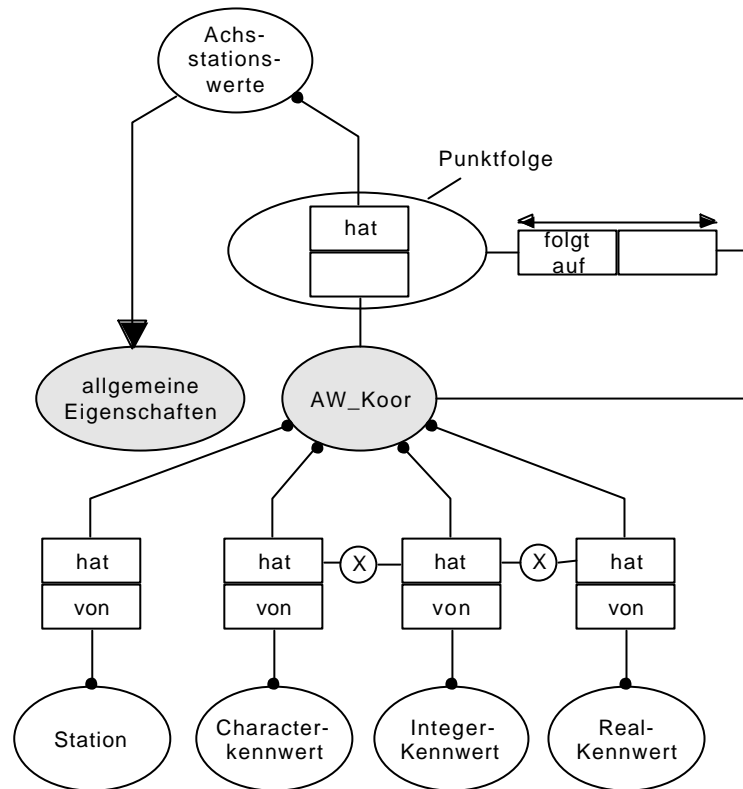 Achs-
stations-
werte
Punktfolge
hat
folgt
auf
allgemeine
Eigenschaften
AW_Koor
hat
hat
X
hat
X
hat
von
von
von
von
Station
Character-
kennwert
Integer-
Kennwert
Real-
Kennwert